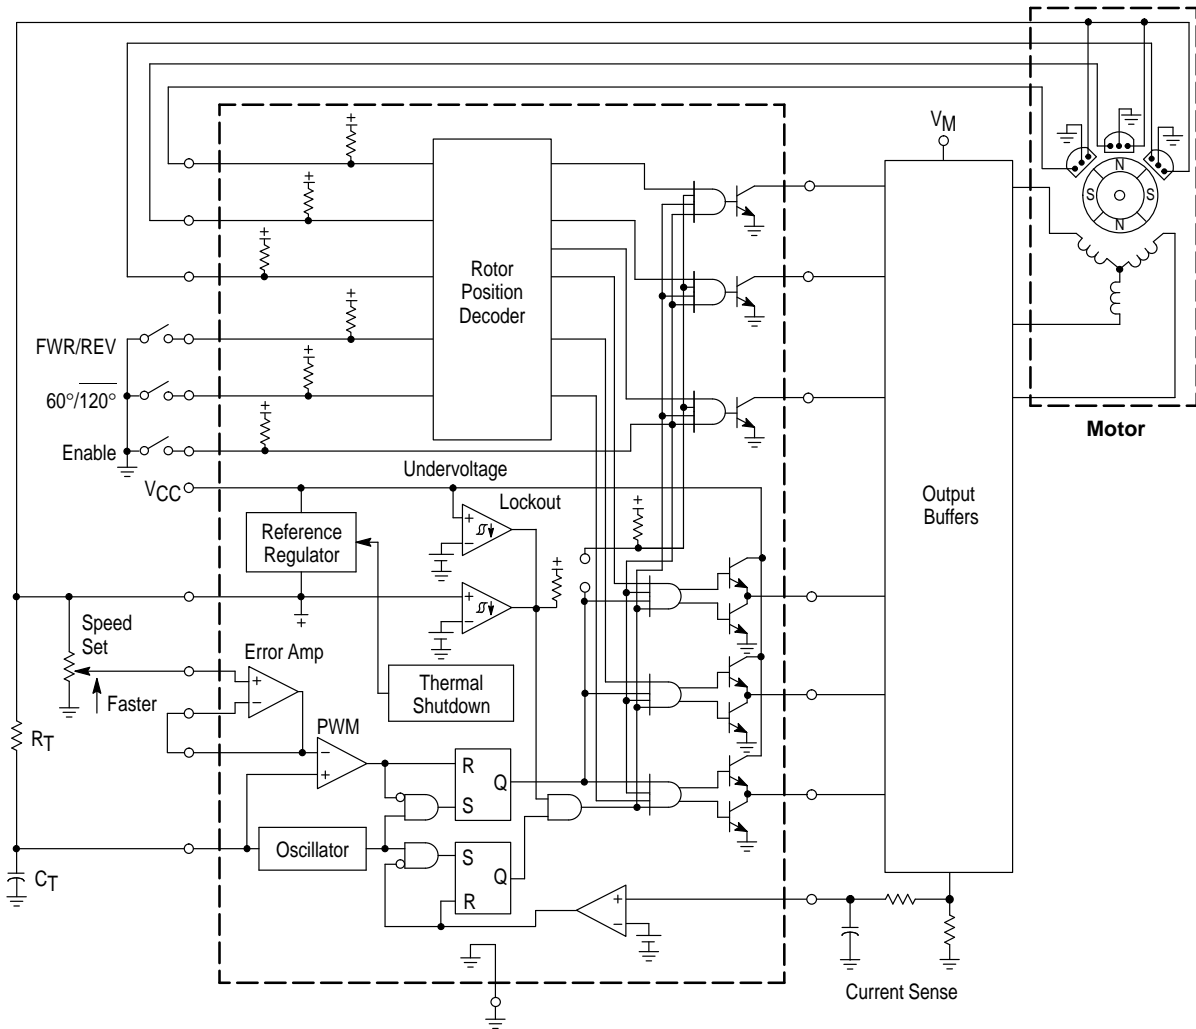 V_M
N
S
S
N
Motor
Rotor
Position
Decoder
FWR/REV
60°/120°
Enable
V_CC
Undervoltage
Lockout
Reference
Regulator
Output
Buffers
Speed
Set
Faster
Error Amp
Thermal
Shutdown
R_T
PWM
R
Q
S
Oscillator
S
Q
R
C_T
Current Sense